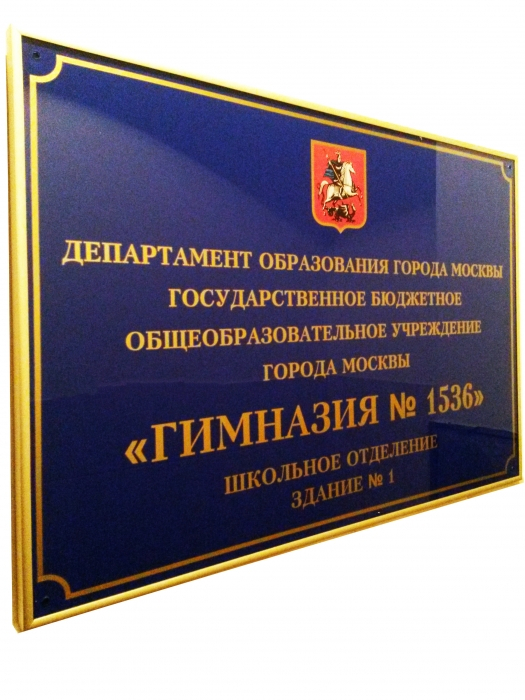 ДЕПАРТАМЕНТ ОБРАЗОВАНИЯ ГОРОДА МОСКВЫ
ГОСУДАРСТВЕННОЕ БЮДЖЕТНОЕ
ОБЩЕОБРАЗОВАТЕЛЬНОЕ УЧРЕЖДЕНИЕ
ГОРОДА МОСКВЫ
«ГИМНАЗИЯ № 1536»
ШКОЛЬНОЕ ОТДЕЛЕНИЕ
ЗДАНИЕ № 1